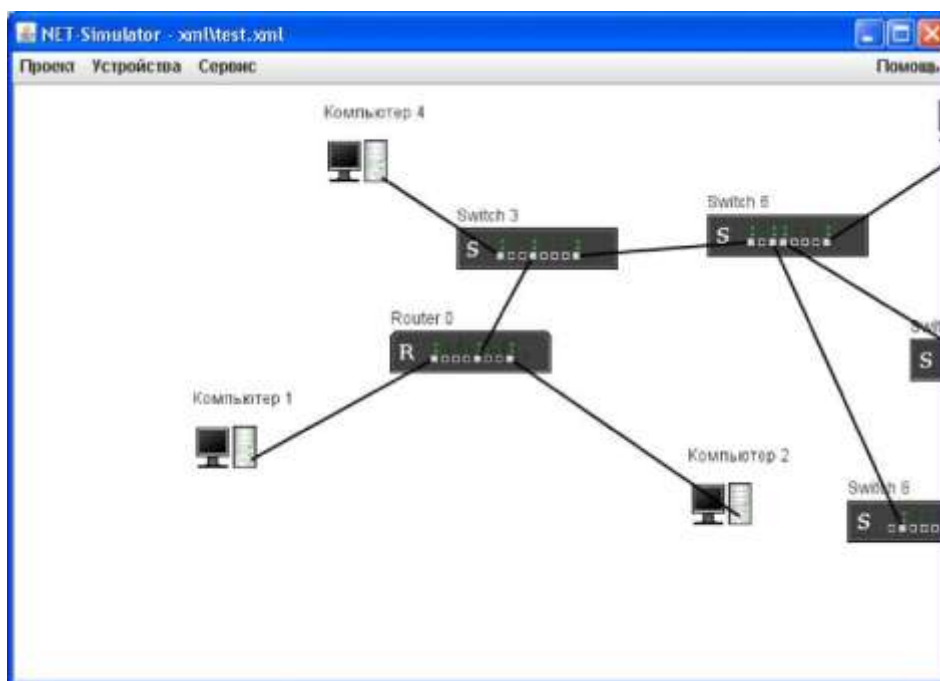 NET-Simulator - xml\test.xml
Проект Устройства Сервис Помощь
Компьютер 4
Switch 3
S
Switch 6
S
Router 0
R
S
Компьютер 1
Компьютер 2
S